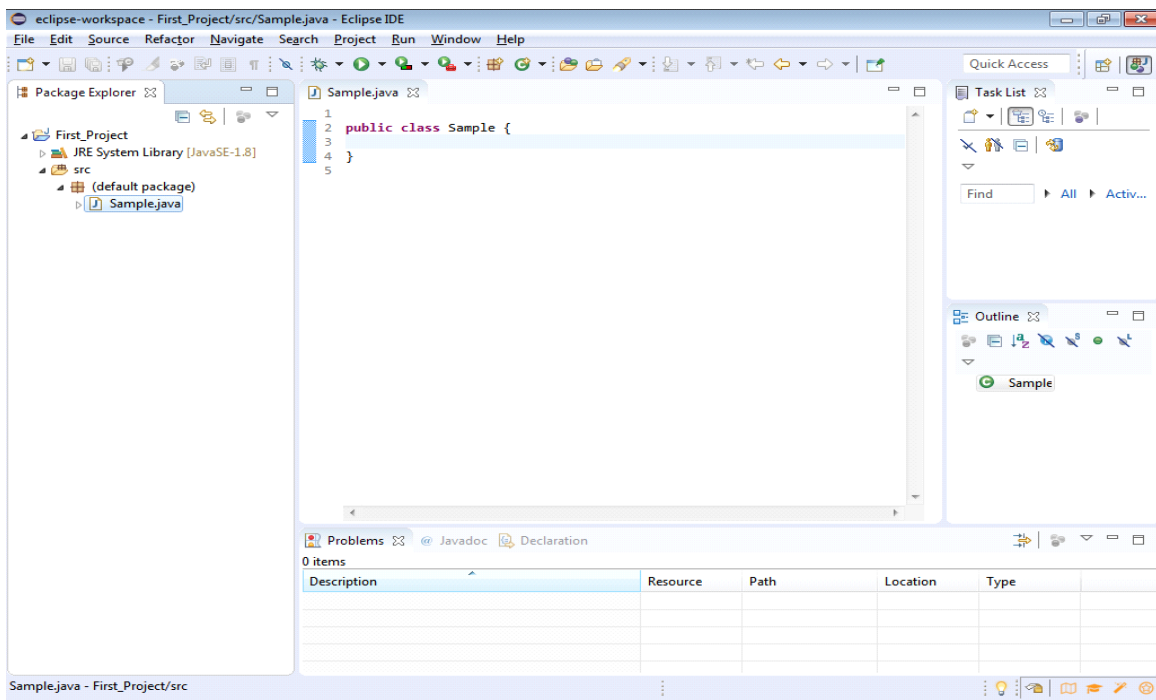 eclipse-workspace - First_Project/src/Sample.java - Eclipse IDE
File Edit Source Refactor Navigate Search Project Run Window Help
Quick Access
Package Explorer
First_Project
JRE System Library [JavaSE-1.8]
src
(default package)
Sample.java
Sample.java
1
2 public class Sample {
3
4 }
5
Task List
Find All Activ...
Outline
Sample
Problems @ Javadoc Declaration
0 items
Description Resource Path Location Type
Sample.java - First_Project/src